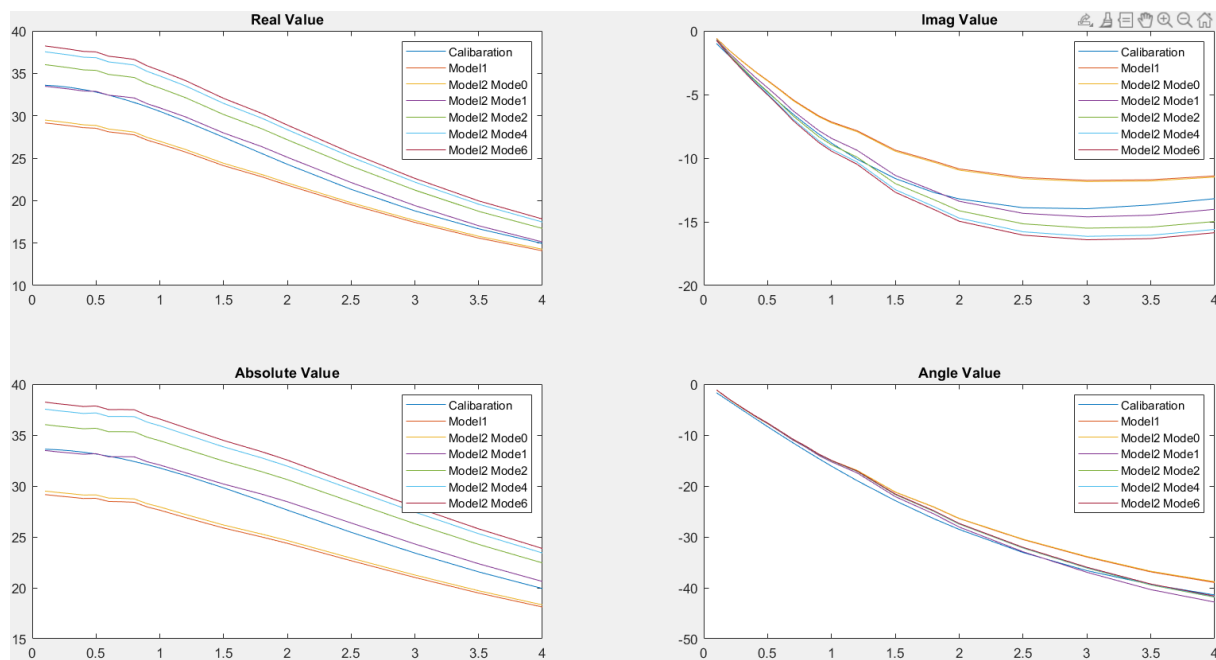 Real Value
40
35
30
25
20
15
10
0 0.5 1 1.5 2 2.5 3 3.5 4
Calibaration
Model1
Model2 Mode0
Model2 Mode1
Model2 Mode2
Model2 Mode4
Model2 Mode6
Imag Value
0
-5
-10
-15
-20
0 0.5 1 1.5 2 2.5 3 3.5 4
Calibaration
Model1
Model2 Mode0
Model2 Mode1
Model2 Mode2
Model2 Mode4
Model2 Mode6
Absolute Value
40
35
30
25
20
15
0 0.5 1 1.5 2 2.5 3 3.5 4
Calibaration
Model1
Model2 Mode0
Model2 Mode1
Model2 Mode2
Model2 Mode4
Model2 Mode6
Angle Value
0
-10
-20
-30
-40
-50
0 0.5 1 1.5 2 2.5 3 3.5 4
Calibaration
Model1
Model2 Mode0
Model2 Mode1
Model2 Mode2
Model2 Mode4
Model2 Mode6